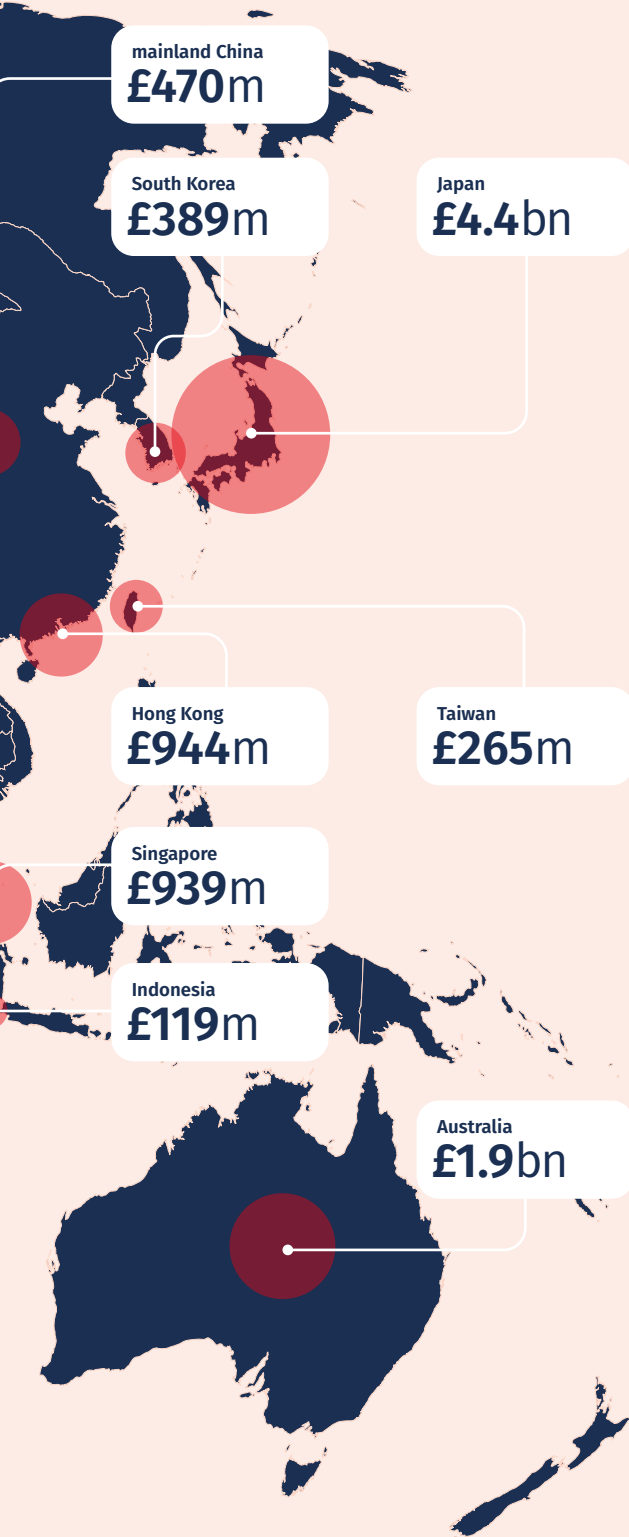 mainland China
£470m
South Korea
£389m
Japan
£4.4bn
Hong Kong
£944m
Taiwan
£265m
Singapore
£939m
Indonesia
£119m
Australia
£1.9bn